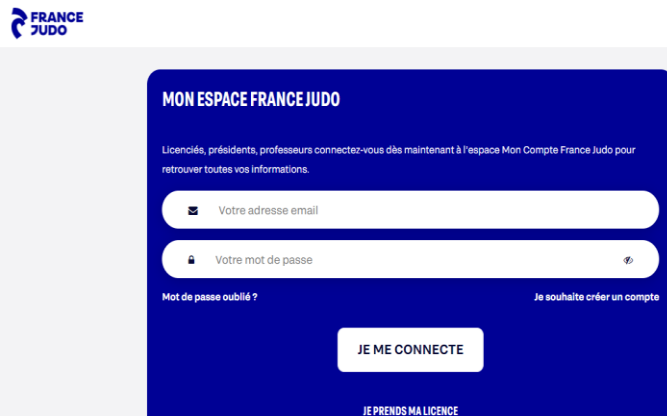 FRANCE
JUDO
MON ESPACE FRANCE JUDO
Licenciés, présidents, professeurs connectez-vous dès maintenant à l'espace Mon Compte France Judo pour
retrouver toutes vos informations.
Votre adresse email
Votre mot de passe
Mot de passe oublié ?
Je souhaite créer un compte
JE ME CONNECTE
JE PRENDS MA LICENCE